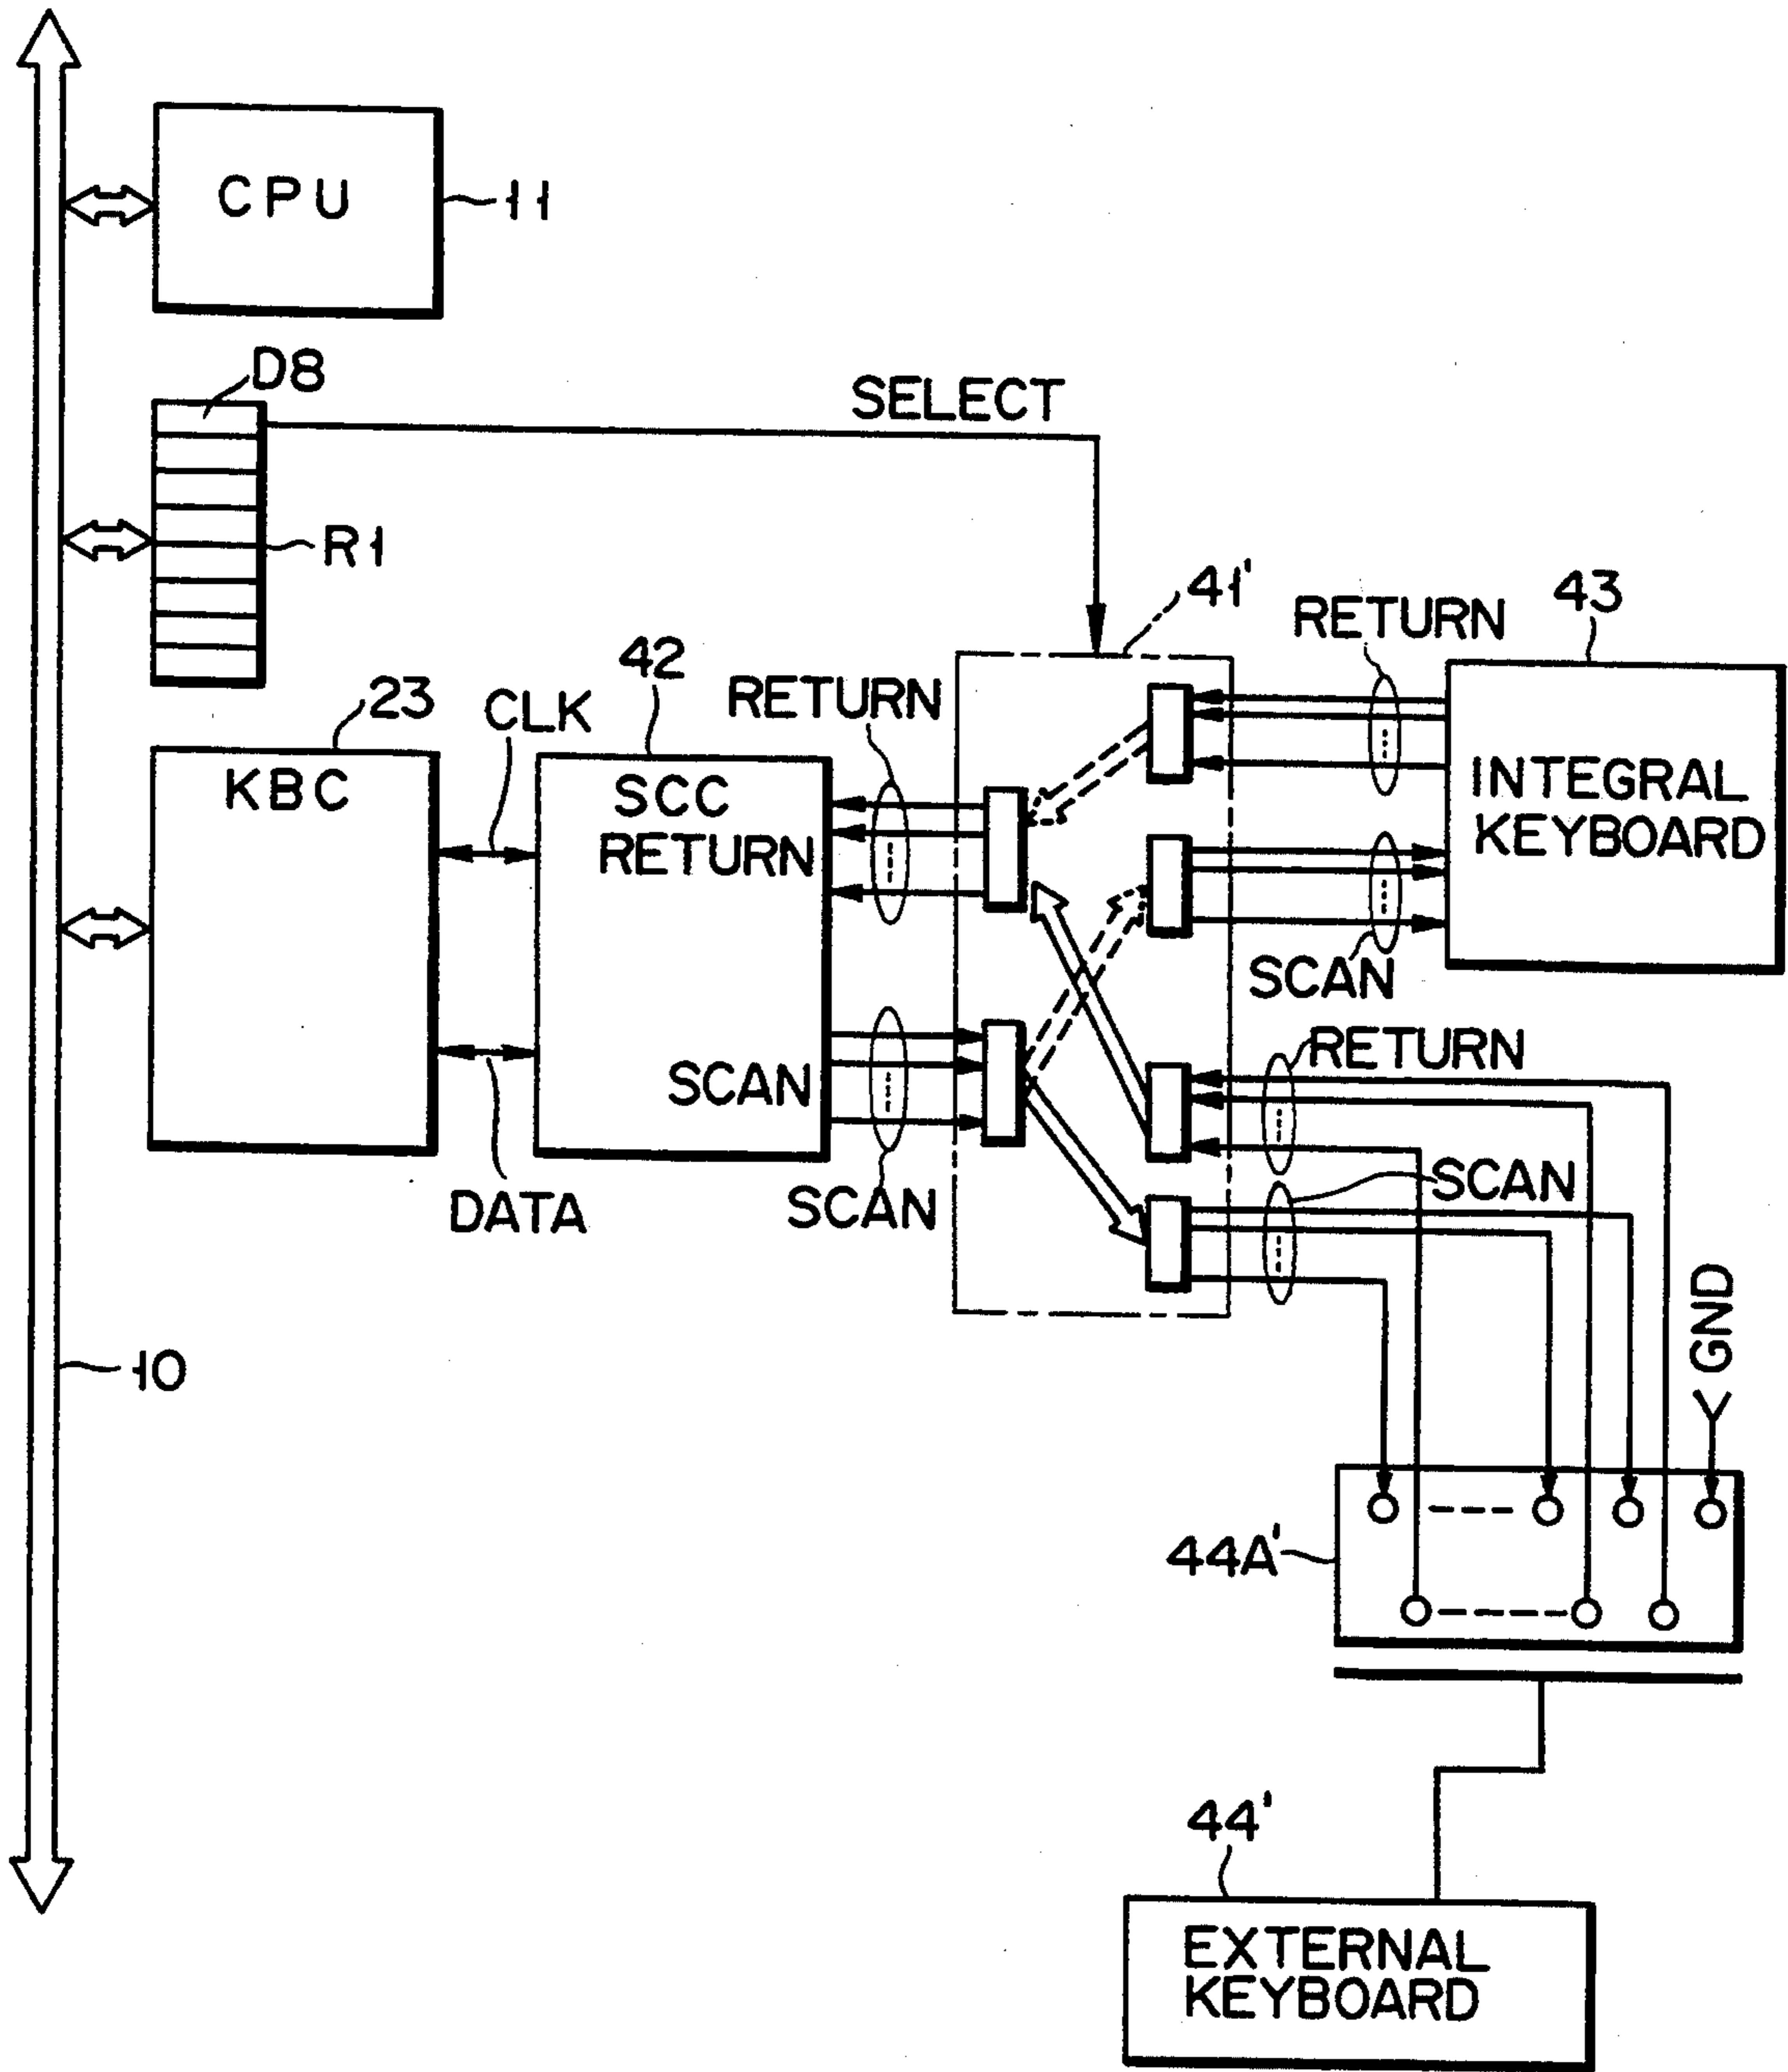 CPU
11
D8
SELECT
R1
41'
43
RETURN
42
23
CLK
RETURN
KBC
SCC
RETURN
INTEGRAL
KEYBOARD
SCAN
RETURN
SCAN
SCAN
DATA
SCAN
GND
10
44A'
44'
EXTERNAL
KEYBOARD